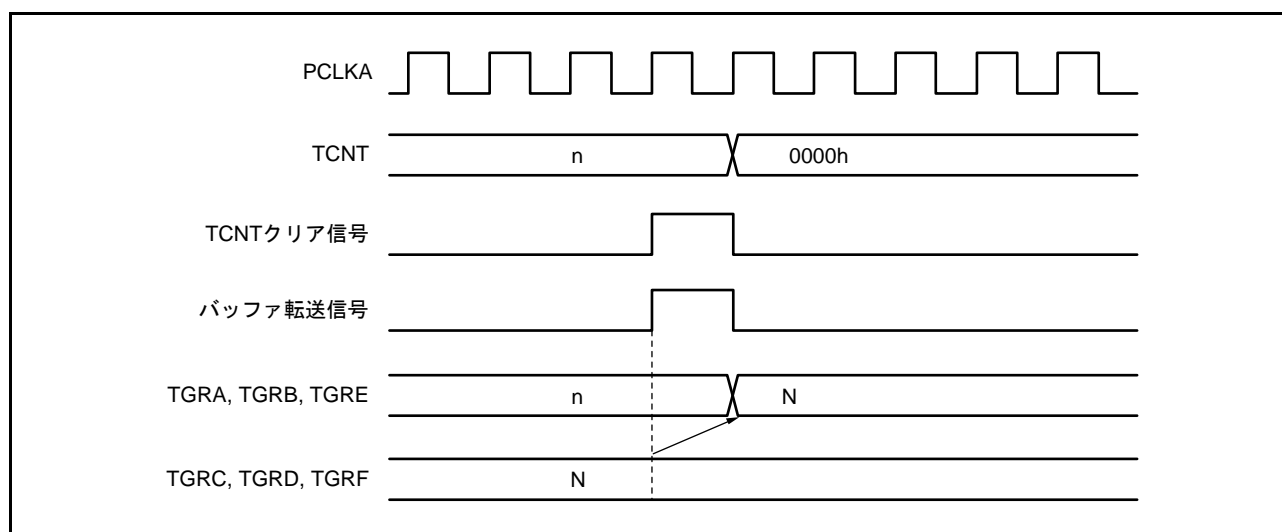 PCLKA
TCNT n 0000h
TCNTクリア信号
バッファ転送信号
TGRA, TGRB, TGRE n N
TGRC, TGRD, TGRF N